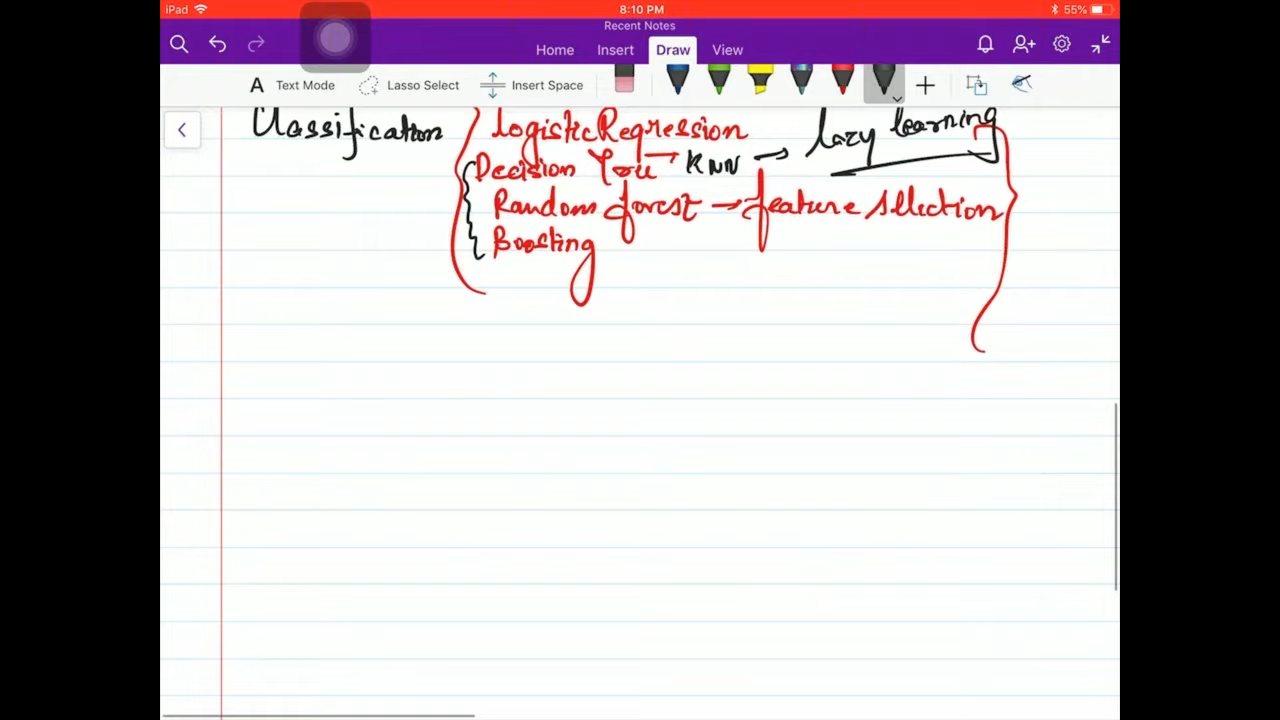 iPad 8:10 PM 55%
Recent Notes
Home Insert Draw View
A Text Mode Lasso Select Insert Space
Classification LogisticRegression lazy learning
Decision Tree → KNN →
Random forest → feature selection
Boosting